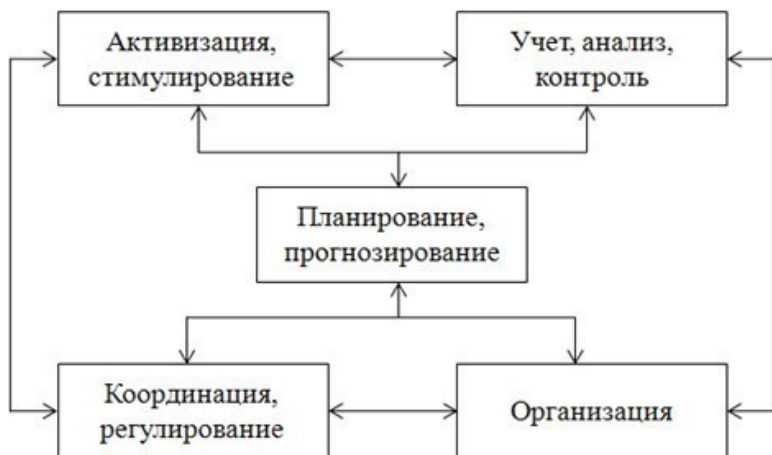 Активизация,
стимулирование
Учет, анализ,
контроль
Планирование,
прогнозирование
Координация,
регулирование
Организация